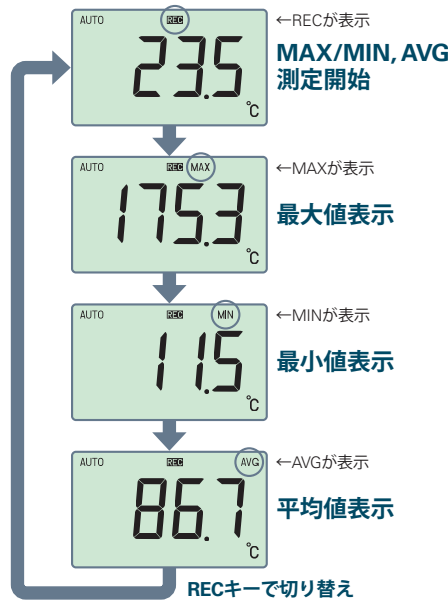 AUTO REC ←RECが表示
23.5
℃
MAX/MIN, AVG
測定開始
AUTO REC MAX ←MAXが表示
175.3
℃
最大値表示
AUTO REC MIN ←MINが表示
11.5
℃
最小値表示
AUTO REC AVG ←AVGが表示
86.7
℃
平均値表示
RECキーで切り替え